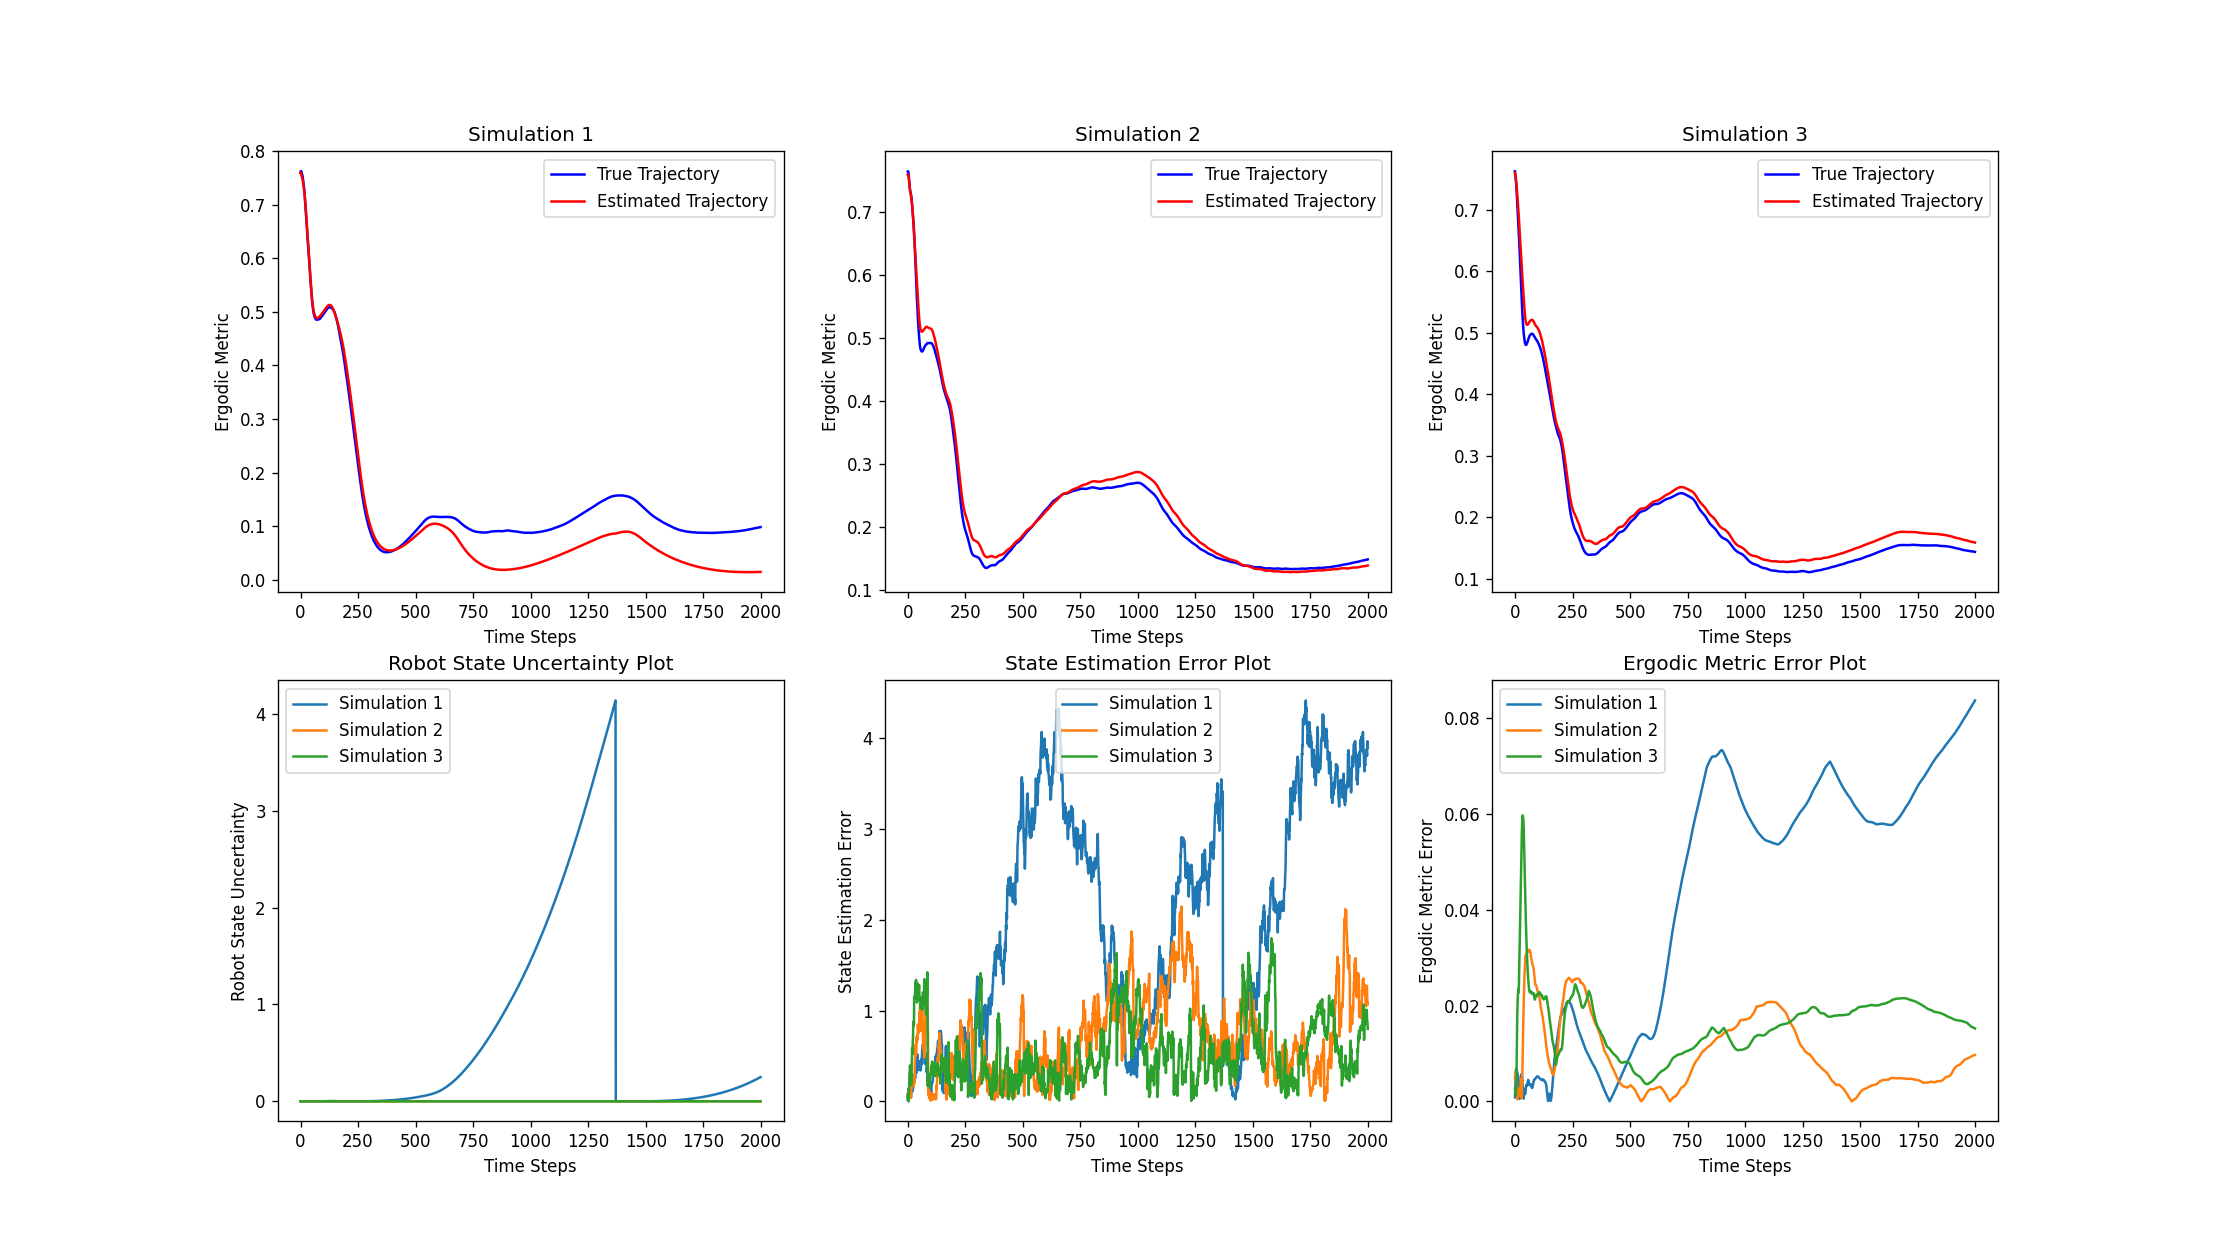 Simulation 1
0.8
0.7
0.6
0.5
0.4
0.3
0.2
0.1
0.0
Ergodic Metric
True Trajectory
Estimated Trajectory
0 250 500 750 1000 1250 1500 1750 2000
Time Steps
Simulation 2
0.7
0.6
0.5
0.4
0.3
0.2
0.1
Ergodic Metric
True Trajectory
Estimated Trajectory
0 250 500 750 1000 1250 1500 1750 2000
Time Steps
Simulation 3
0.7
0.6
0.5
0.4
0.3
0.2
0.1
Ergodic Metric
True Trajectory
Estimated Trajectory
0 250 500 750 1000 1250 1500 1750 2000
Time Steps
Robot State Uncertainty Plot
4
3
2
1
0
Robot State Uncertainty
Simulation 1
Simulation 2
Simulation 3
0 250 500 750 1000 1250 1500 1750 2000
Time Steps
State Estimation Error Plot
4
3
2
1
0
State Estimation Error
Simulation 1
Simulation 2
Simulation 3
0 250 500 750 1000 1250 1500 1750 2000
Time Steps
Ergodic Metric Error Plot
0.08
0.06
0.04
0.02
0.00
Ergodic Metric Error
Simulation 1
Simulation 2
Simulation 3
0 250 500 750 1000 1250 1500 1750 2000
Time Steps